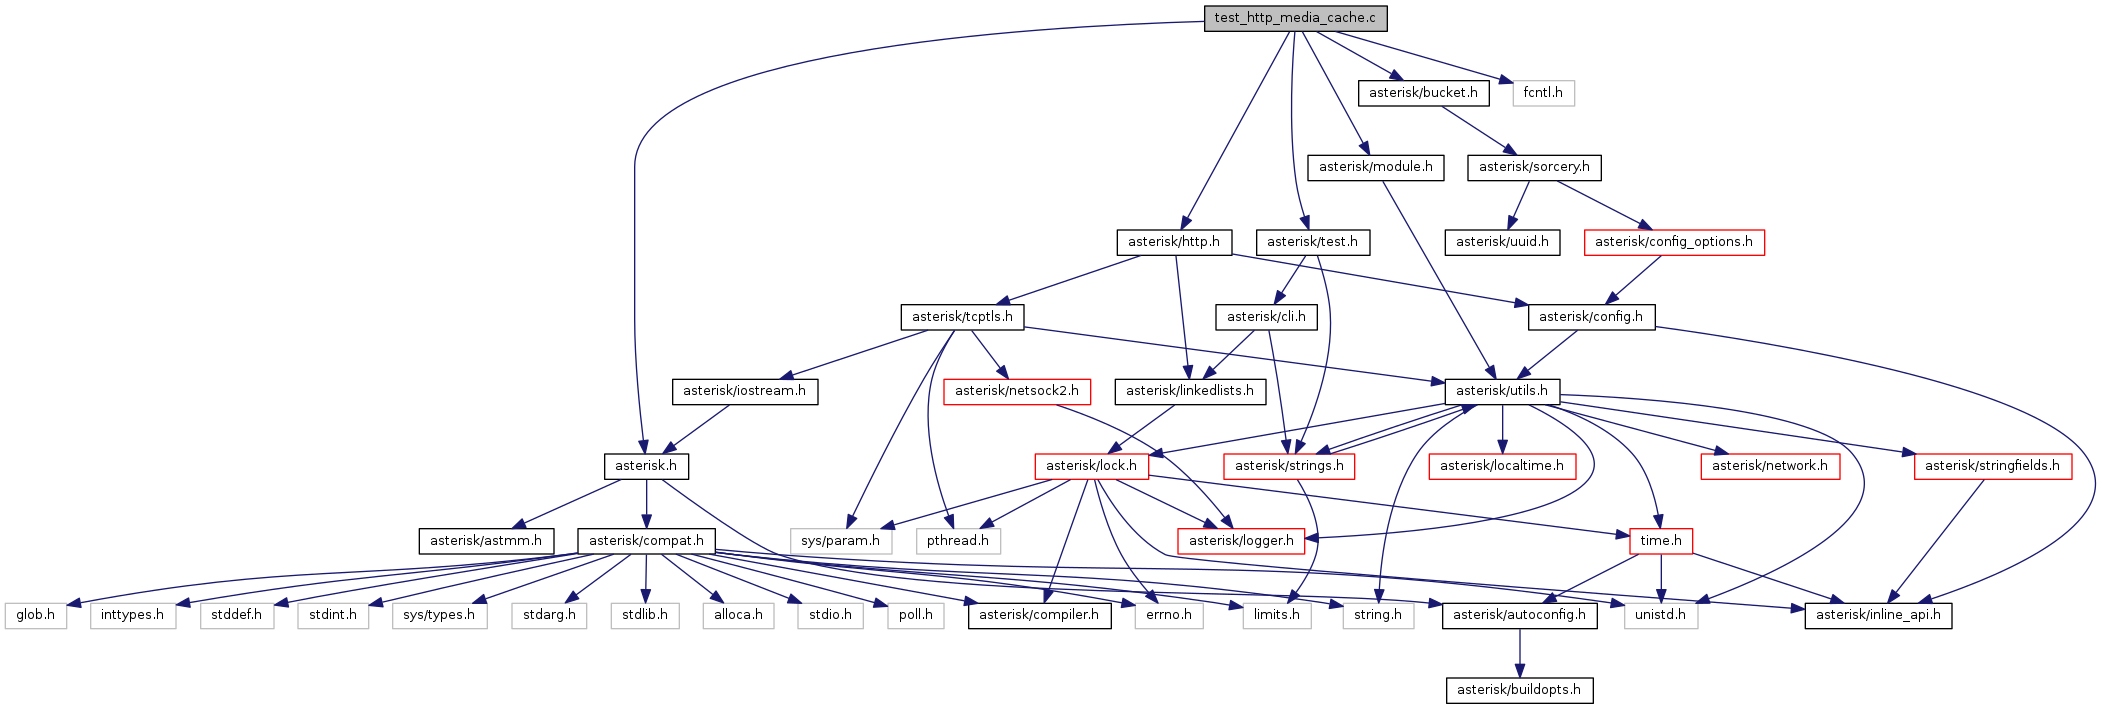 test_http_media_cache.c
asterisk/bucket.h
fcntl.h
asterisk/module.h
asterisk/sorcery.h
asterisk/http.h
asterisk/test.h
asterisk/uuid.h
asterisk/config_options.h
asterisk/tcptls.h
asterisk/cli.h
asterisk/config.h
asterisk/iostream.h
asterisk/netsock2.h
asterisk/linkedlists.h
asterisk/utils.h
asterisk.h
asterisk/lock.h
asterisk/strings.h
asterisk/localtime.h
asterisk/network.h
asterisk/stringfields.h
asterisk/astmm.h
asterisk/compat.h
sys/param.h
pthread.h
asterisk/logger.h
time.h
glob.h
inttypes.h
stddef.h
stdint.h
sys/types.h
stdarg.h
stdlib.h
alloca.h
stdio.h
poll.h
asterisk/compiler.h
errno.h
limits.h
string.h
asterisk/autoconfig.h
unistd.h
asterisk/inline_api.h
asterisk/buildopts.h